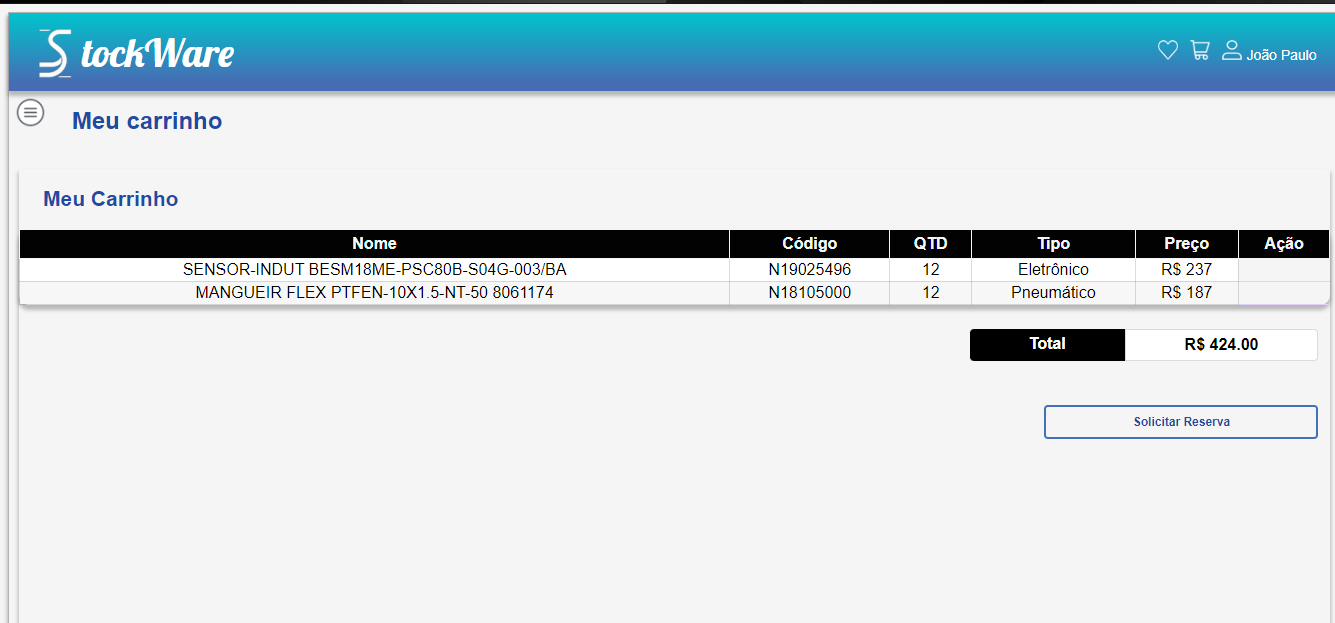 StockWare
João Paulo
Meu carrinho
Meu Carrinho
Nome Código QTD Tipo Preço Ação
SENSOR-INDUT BESM18ME-PSC80B-S04G-003/BA N19025496 12 Eletrônico R$ 237
MANGUEIR FLEX PTFEN-10X1.5-NT-50 8061174 N18105000 12 Pneumático R$ 187
Total R$ 424.00
Solicitar Reserva